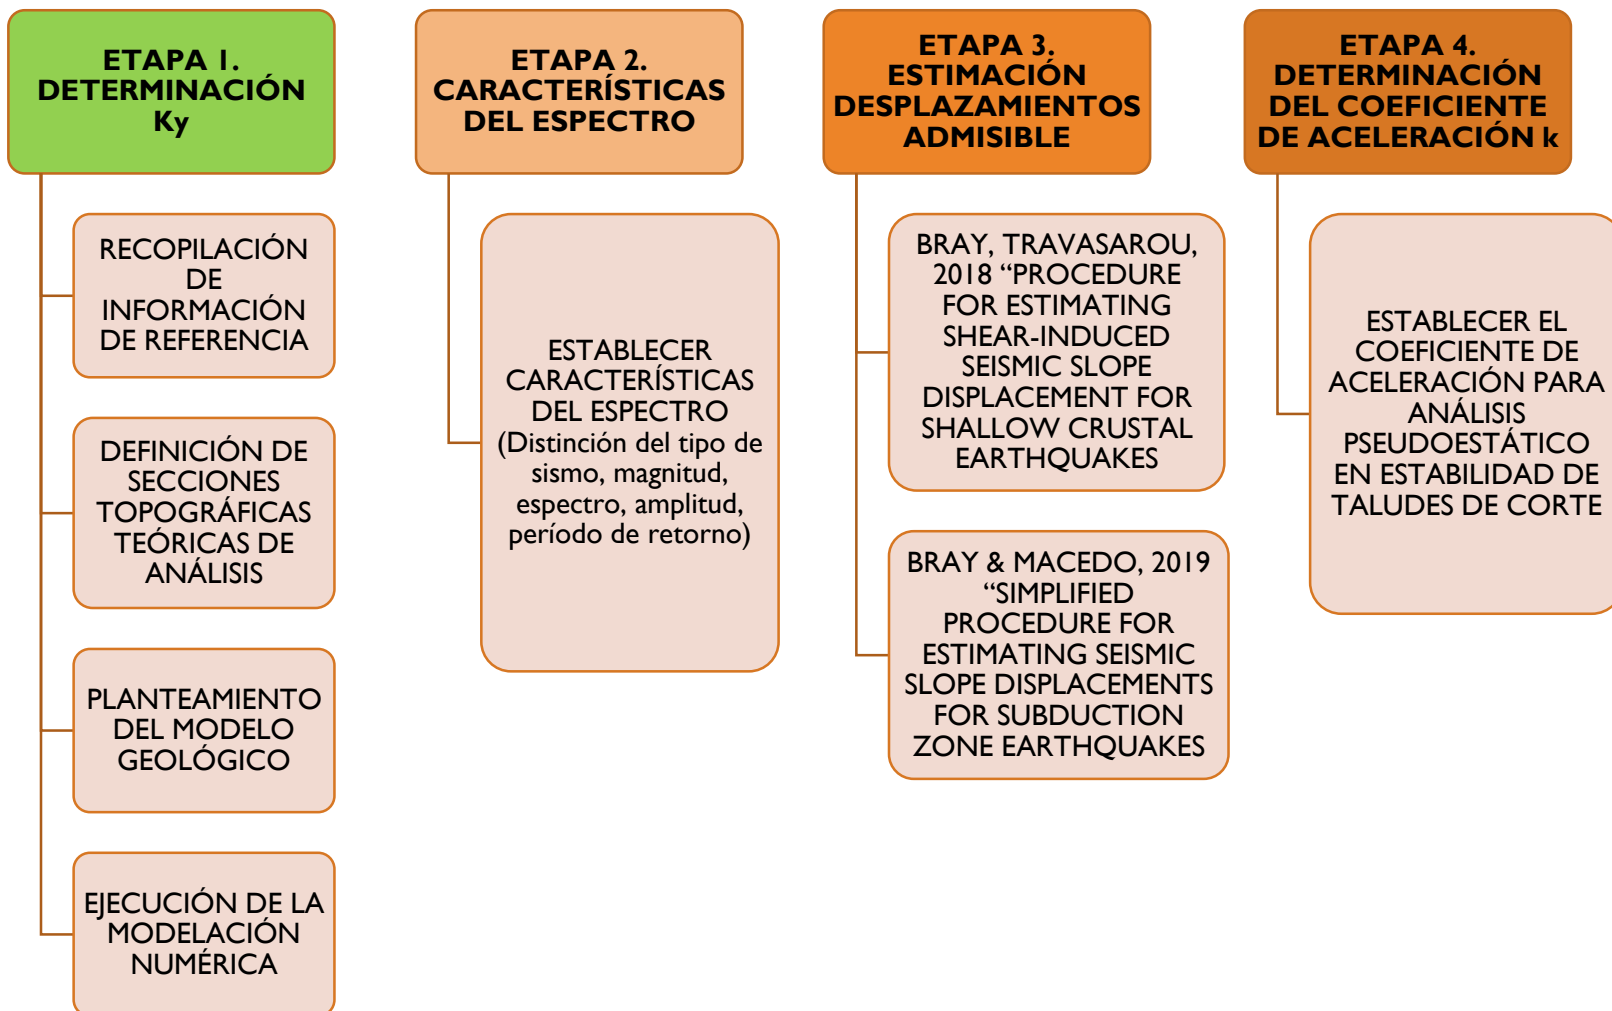 ETAPA 1.
DETERMINACIÓN
Ky
RECOPILACIÓN
DE
INFORMACIÓN
DE REFERENCIA
DEFINICIÓN DE
SECCIONES
TOPOGRÁFICAS
TEÓRICAS DE
ANÁLISIS
PLANTEAMIENTO
DEL MODELO
GEOLÓGICO
EJECUCIÓN DE LA
MODELACIÓN
NUMÉRICA
ETAPA 2.
CARACTERÍSTICAS
DEL ESPECTRO
ESTABLECER
CARACTERÍSTICAS
DEL ESPECTRO
(Distinción del tipo de
sismo, magnitud,
espectro, amplitud,
período de retorno)
ETAPA 3.
ESTIMACIÓN
DESPLAZAMIENTOS
ADMISIBLE
BRAY, TRAVASAROU,
2018 “PROCEDURE
FOR ESTIMATING
SHEAR-INDUCED
SEISMIC SLOPE
DISPLACEMENT FOR
SHALLOW CRUSTAL
EARTHQUAKES
BRAY & MACEDO, 2019
“SIMPLIFIED
PROCEDURE FOR
ESTIMATING SEISMIC
SLOPE DISPLACEMENTS
FOR SUBDUCTION
ZONE EARTHQUAKES
ETAPA 4.
DETERMINACIÓN
DEL COEFICIENTE
DE ACELERACIÓN k
ESTABLECER EL
COEFICIENTE DE
ACELERACIÓN PARA
ANÁLISIS
PSEUDOESTÁTICO
EN ESTABILIDAD DE
TALUDES DE CORTE